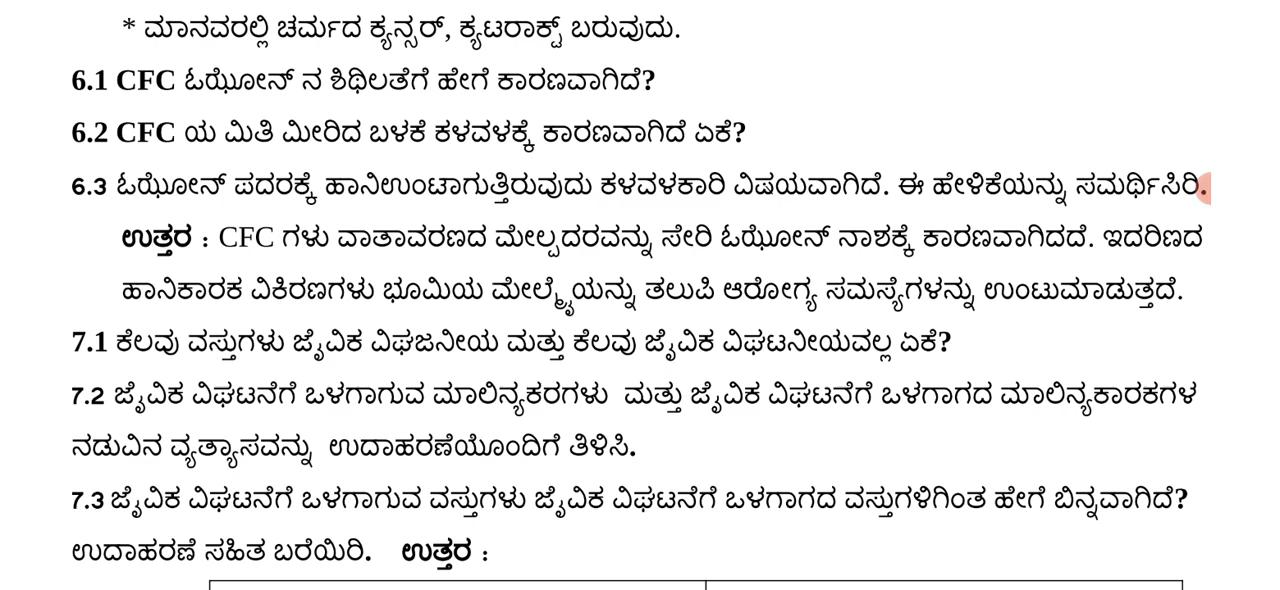 * ಮಾನವರಲ್ಲಿ ಚರ್ಮದ ಕ್ಯನ್ಸರ್, ಕ್ಯಟರಾಕ್ಟ್ ಬರುವುದು.
6.1 CFC ಓಝೋನ್ ನ ಶಿಥಿಲತೆಗೆ ಹೇಗೆ ಕಾರಣವಾಗಿದೆ?
6.2 CFC ಯ ಮಿತಿ ಮೀರಿದ ಬಳಕೆ ಕಳವಳಕ್ಕೆ ಕಾರಣವಾಗಿದೆ ಏಕೆ?
6.3 ಓಝೋನ್ ಪದರಕ್ಕೆ ಹಾನಿಉಂಟಾಗುತ್ತಿರುವುದು ಕಳವಳಕಾರಿ ವಿಷಯವಾಗಿದೆ. ಈ ಹೇಳಿಕೆಯನ್ನು ಸಮರ್ಥಿಸಿರಿ.
ಉತ್ತರ : CFC ಗಳು ವಾತಾವರಣದ ಮೇಲ್ಪದರವನ್ನು ಸೇರಿ ಓಝೋನ್ ನಾಶಕ್ಕೆ ಕಾರಣವಾಗಿದದೆ. ಇದರಿಣದ
ಹಾನಿಕಾರಕ ವಿಕಿರಣಗಳು ಭೂಮಿಯ ಮೇಲ್ಮೈಯನ್ನು ತಲುಪಿ ಆರೋಗ್ಯ ಸಮಸ್ಯೆಗಳನ್ನು ಉಂಟುಮಾಡುತ್ತದೆ.
7.1 ಕೆಲವು ವಸ್ತುಗಳು ಜೈವಿಕ ವಿಘಜನೀಯ ಮತ್ತು ಕೆಲವು ಜೈವಿಕ ವಿಘಟನೀಯವಲ್ಲ ಏಕೆ?
7.2 ಜೈವಿಕ ವಿಘಟನೆಗೆ ಒಳಗಾಗುವ ಮಾಲಿನ್ಯಕರಗಳು ಮತ್ತು ಜೈವಿಕ ವಿಘಟನೆಗೆ ಒಳಗಾಗದ ಮಾಲಿನ್ಯಕಾರಕಗಳ
ನಡುವಿನ ವ್ಯತ್ಯಾಸವನ್ನು ಉದಾಹರಣೆಯೊಂದಿಗೆ ತಿಳಿಸಿ.
7.3 ಜೈವಿಕ ವಿಘಟನೆಗೆ ಒಳಗಾಗುವ ವಸ್ತುಗಳು ಜೈವಿಕ ವಿಘಟನೆಗೆ ಒಳಗಾಗದ ವಸ್ತುಗಳಿಗಿಂತ ಹೇಗೆ ಬಿನ್ನವಾಗಿದೆ?
ಉದಾಹರಣೆ ಸಹಿತ ಬರೆಯಿರಿ. ಉತ್ತರ :